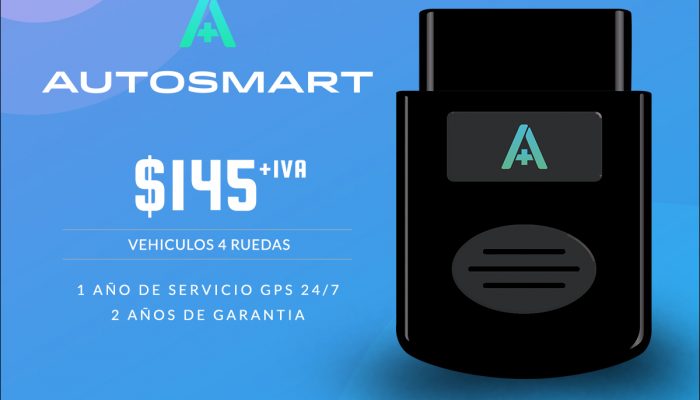 AUTOSMART
$145 +IVA
VEHICULOS 4 RUEDAS
1 AÑO DE SERVICIO GPS 24/7
2 AÑOS DE GARANTIA